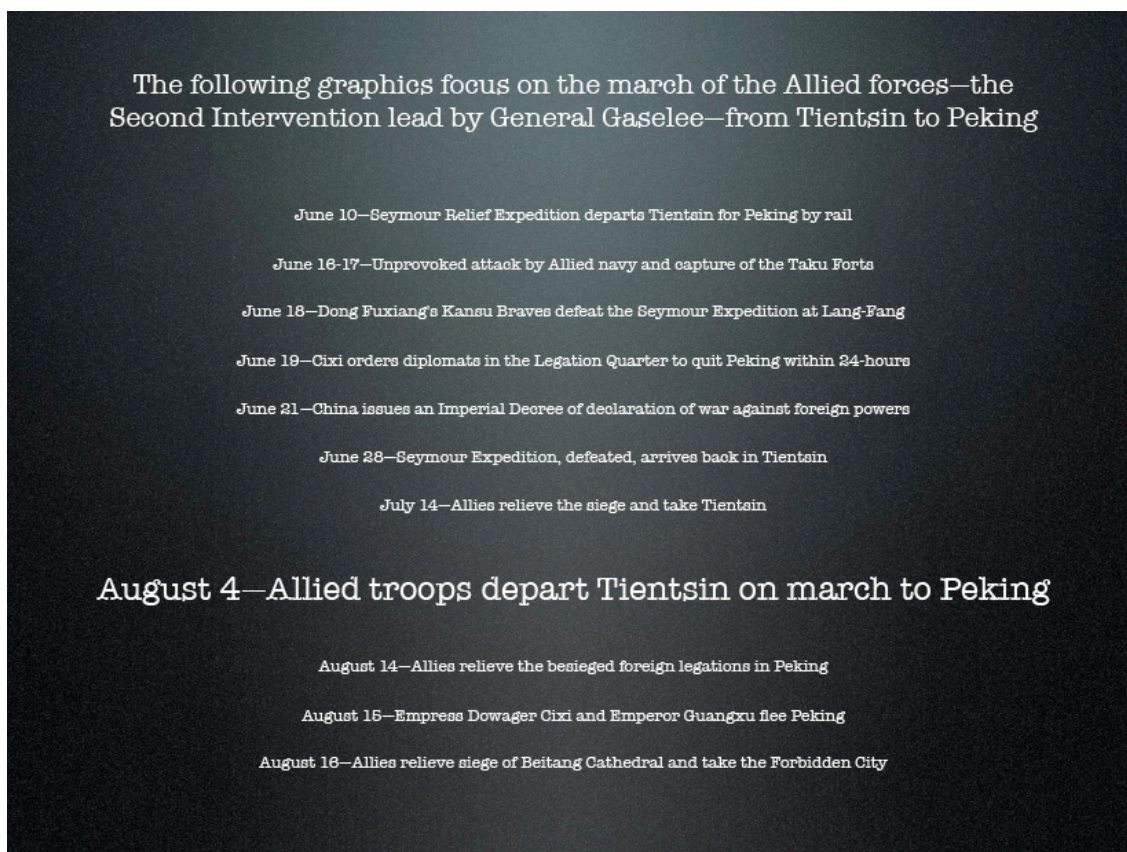 The following graphics focus on the march of the Allied forces—the
Second Intervention lead by General Gaselee—from Tientsin to Peking
June 10—Seymour Relief Expedition departs Tientsin for Peking by rail
June 16-17—Unprovoked attack by Allied navy and capture of the Taku Forts
June 18—Dong Fuxiang's Kansu Braves defeat the Seymour Expedition at Lang-Fang
June 19—Cixi orders diplomats in the Legation Quarter to quit Peking within 24-hours
June 21—China issues an Imperial Decree of declaration of war against foreign powers
June 28—Seymour Expedition, defeated, arrives back in Tientsin
July 14—Allies relieve the siege and take Tientsin
August 4—Allied troops depart Tientsin on march to Peking
August 14—Allies relieve the besieged foreign legations in Peking
August 15—Empress Dowager Cixi and Emperor Guangxu flee Peking
August 16—Allies relieve siege of Beitang Cathedral and take the Forbidden City